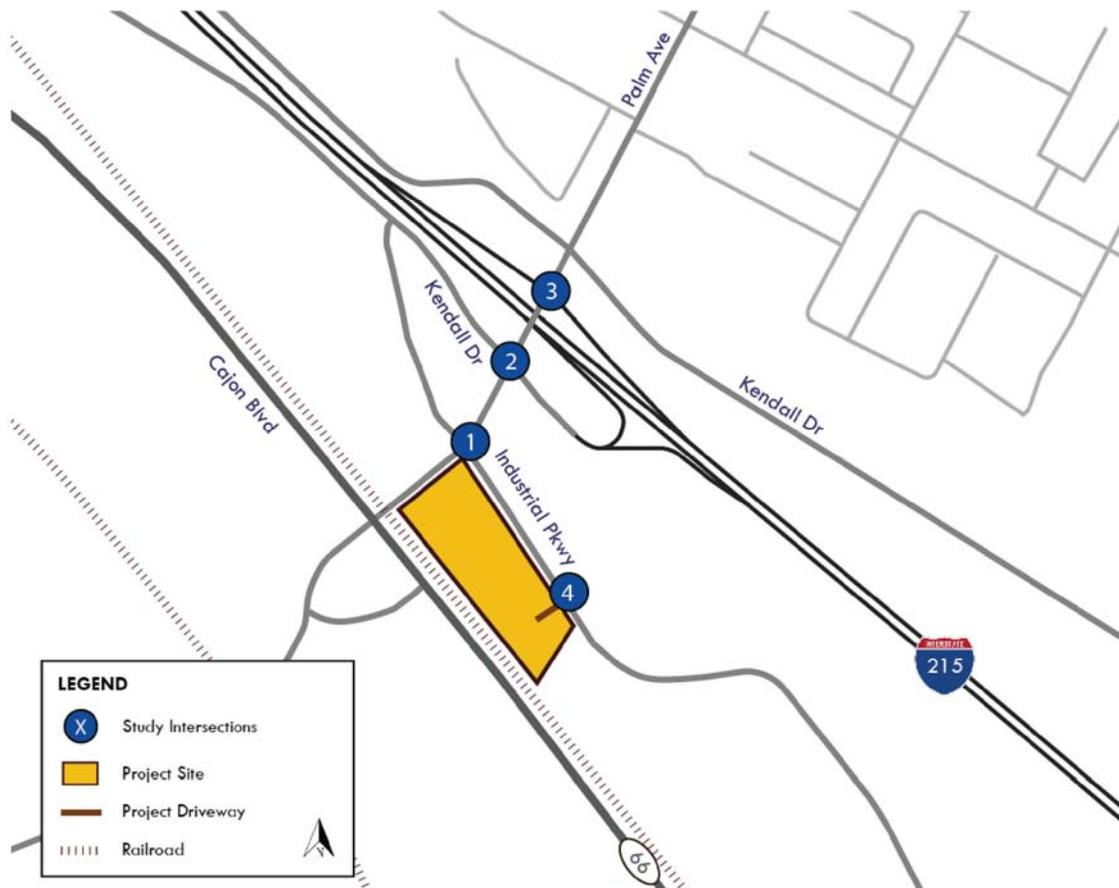 Palm Ave
3
Kendall Dr
2
Cajon Blvd
Kendall Dr
1
Industrial Pkwy
4
INTERSTATE
215
LEGEND
X Study Intersections
Project Site
Project Driveway
Railroad
N
66